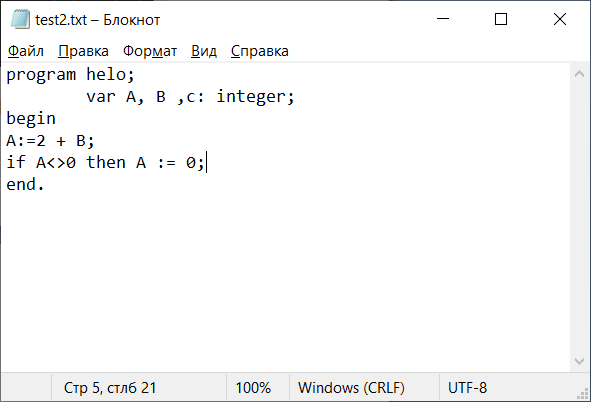 test2.txt – Блокнот
Файл Правка Формат Вид Справка
program helo;
        var A, B ,c: integer;
begin
A:=2 + B;
if A<>0 then A := 0;
end.
Стр 5, стлб 21 100% Windows (CRLF) UTF-8